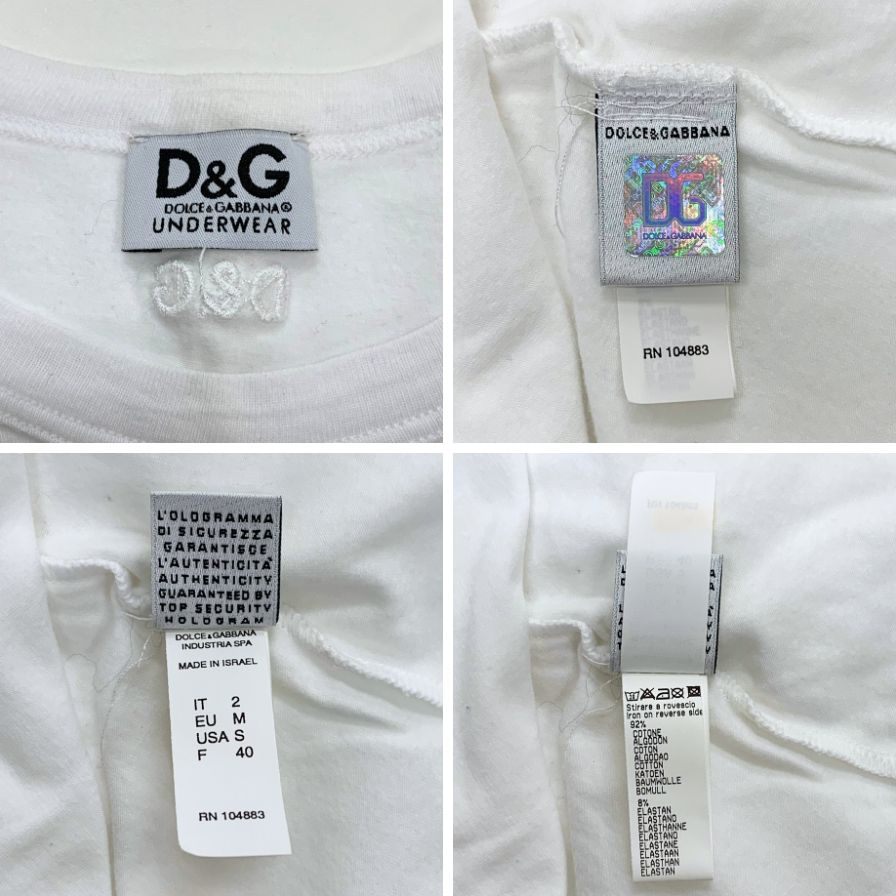 D&G
DOLCE&GABBANA®
UNDERWEAR
DOLCE&GABBANA
DG
DOLCE&GABBANA
RN 104883
L'OLOGRAMMA
DI SICUREZZA
GARANTISCE
L'AUTENTICITÀ
AUTHENTICITY
GUARANTEED BY
TOP SECURITY
HOLOGRAM
DOLCE&GABBANA
INDUSTRIA SPA
MADE IN ISRAEL
IT 2
EU M
USA S
F 40
RN 104883
Stirare a rovescio
Iron on reverse side
92%
COTONE
ALGODON
COTON
ALGODAO
COTTON
KATOEN
BAUMWOLLE
BOMULL
8%
ELASTAN
ELASTANO
ELASTHANNE
ELASTANO
ELASTANE
ELASTAAN
ELASTHAN
ELASTAN